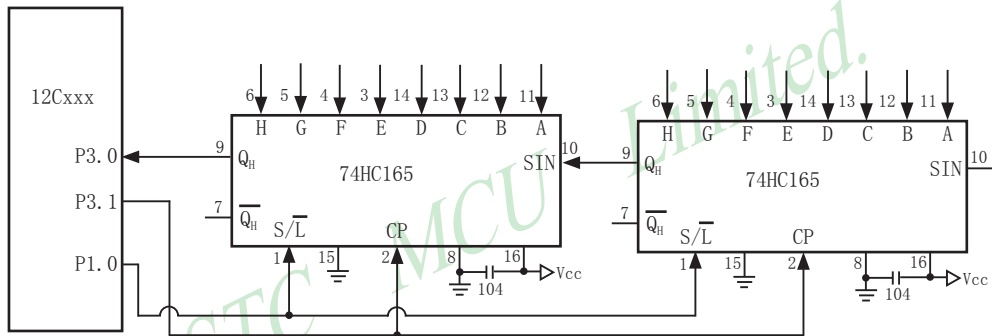 12Cxxx
P3.0
P3.1
P1.0
6 5 4 3 14 13 12 11
H G F E D C B A
9 QH 74HC165 SIN 10
7 QH
S/L CP
1 15 2 8 16
104 Vcc
6 5 4 3 14 13 12 11
H G F E D C B A
9 QH 74HC165 SIN 10
7 QH
S/L CP
1 15 2 8 16
104 Vcc
STC MCU Limited.